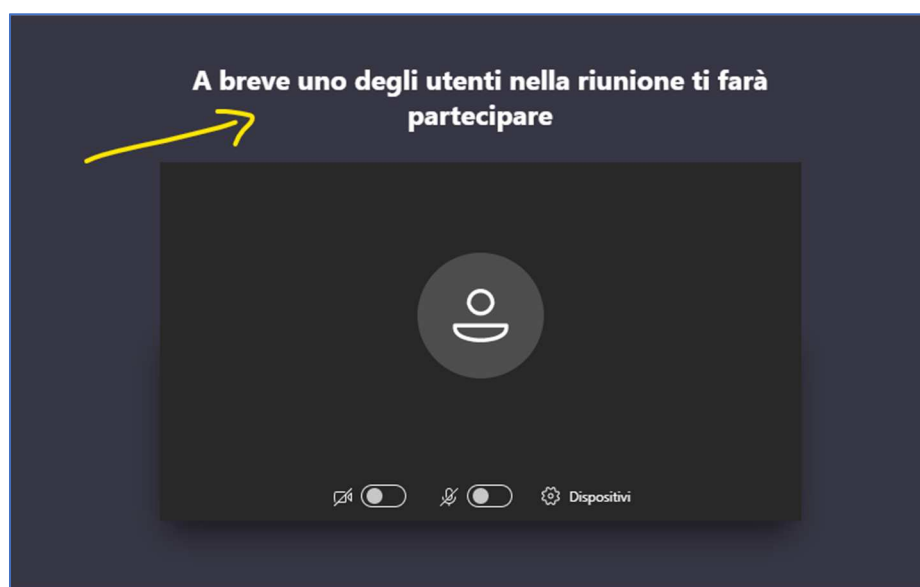 A breve uno degli utenti nella riunione ti farà
partecipare
Dispositivi